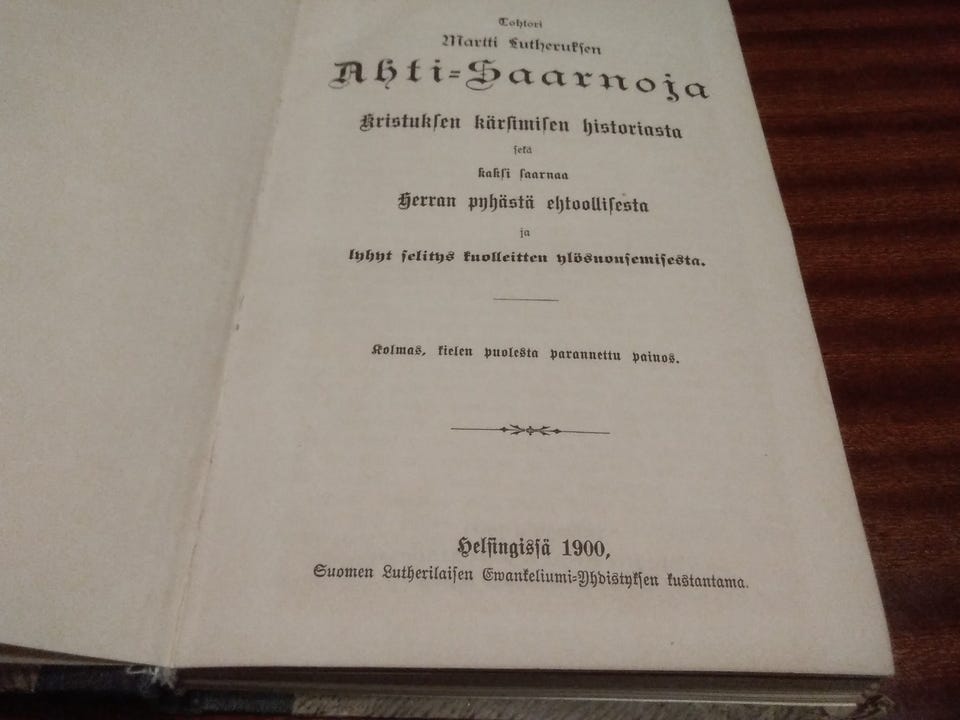 Tohtori
Martti Lutheruksen
Ahti-Saarnoja
Kristuksen kärsimisen historiasta
sekä
kaksi saarnaa
Herran pyhästä ehtoollisesta
ja
lyhyt selitys kuolleitten ylösnousemisesta.
Kolmas, kielen puolesta parannettu painos.
Helsingissä 1900,
Suomen Lutherilaisen Ewankeliumi-Yhdistyksen kustantama.